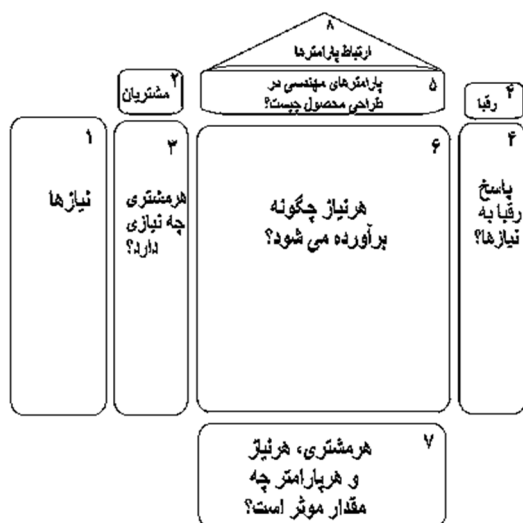 ۸
ارتباط پارامترها
۵
پارامترهای مهندسی در
طراحی محصول چیست؟
۲
مشتریان
۴
رقبا
۱
نیازها
۳
هرمشتری
چه نیازی
دارد؟
۶
هرنیاز چگونه
برآورده می شود؟
۴
پاسخ
رقبا به
نیازها؟
۷
هرمشتری، هرنیاز
و هرپارامتر چه
مقدار موثر است؟